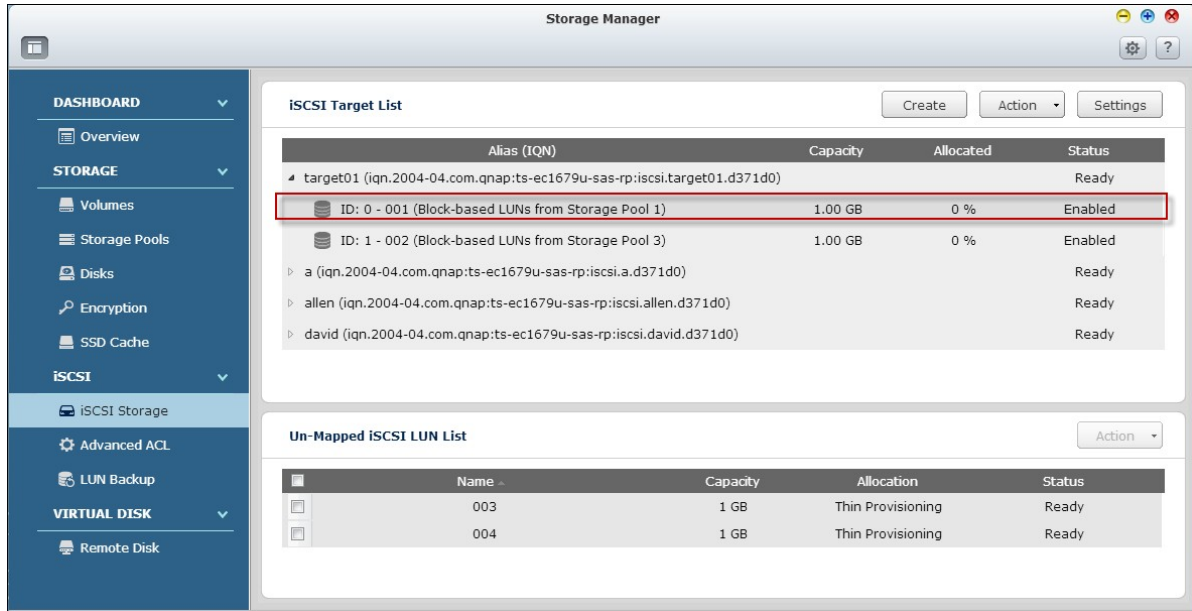 Storage Manager
?
DASHBOARD
Overview
STORAGE
Volumes
Storage Pools
Disks
Encryption
SSD Cache
iSCSI
iSCSI Storage
Advanced ACL
LUN Backup
VIRTUAL DISK
Remote Disk
iSCSI Target List Create Action Settings
Alias (IQN) Capacity Allocated Status
target01 (iqn.2004-04.com.qnap:ts-ec1679u-sas-rp:iscsi.target01.d371d0) Ready
ID: 0 - 001 (Block-based LUNs from Storage Pool 1) 1.00 GB 0 % Enabled
ID: 1 - 002 (Block-based LUNs from Storage Pool 3) 1.00 GB 0 % Enabled
a (iqn.2004-04.com.qnap:ts-ec1679u-sas-rp:iscsi.a.d371d0) Ready
allen (iqn.2004-04.com.qnap:ts-ec1679u-sas-rp:iscsi.allen.d371d0) Ready
david (iqn.2004-04.com.qnap:ts-ec1679u-sas-rp:iscsi.david.d371d0) Ready
Un-Mapped iSCSI LUN List Action
Name Capacity Allocation Status
003 1 GB Thin Provisioning Ready
004 1 GB Thin Provisioning Ready